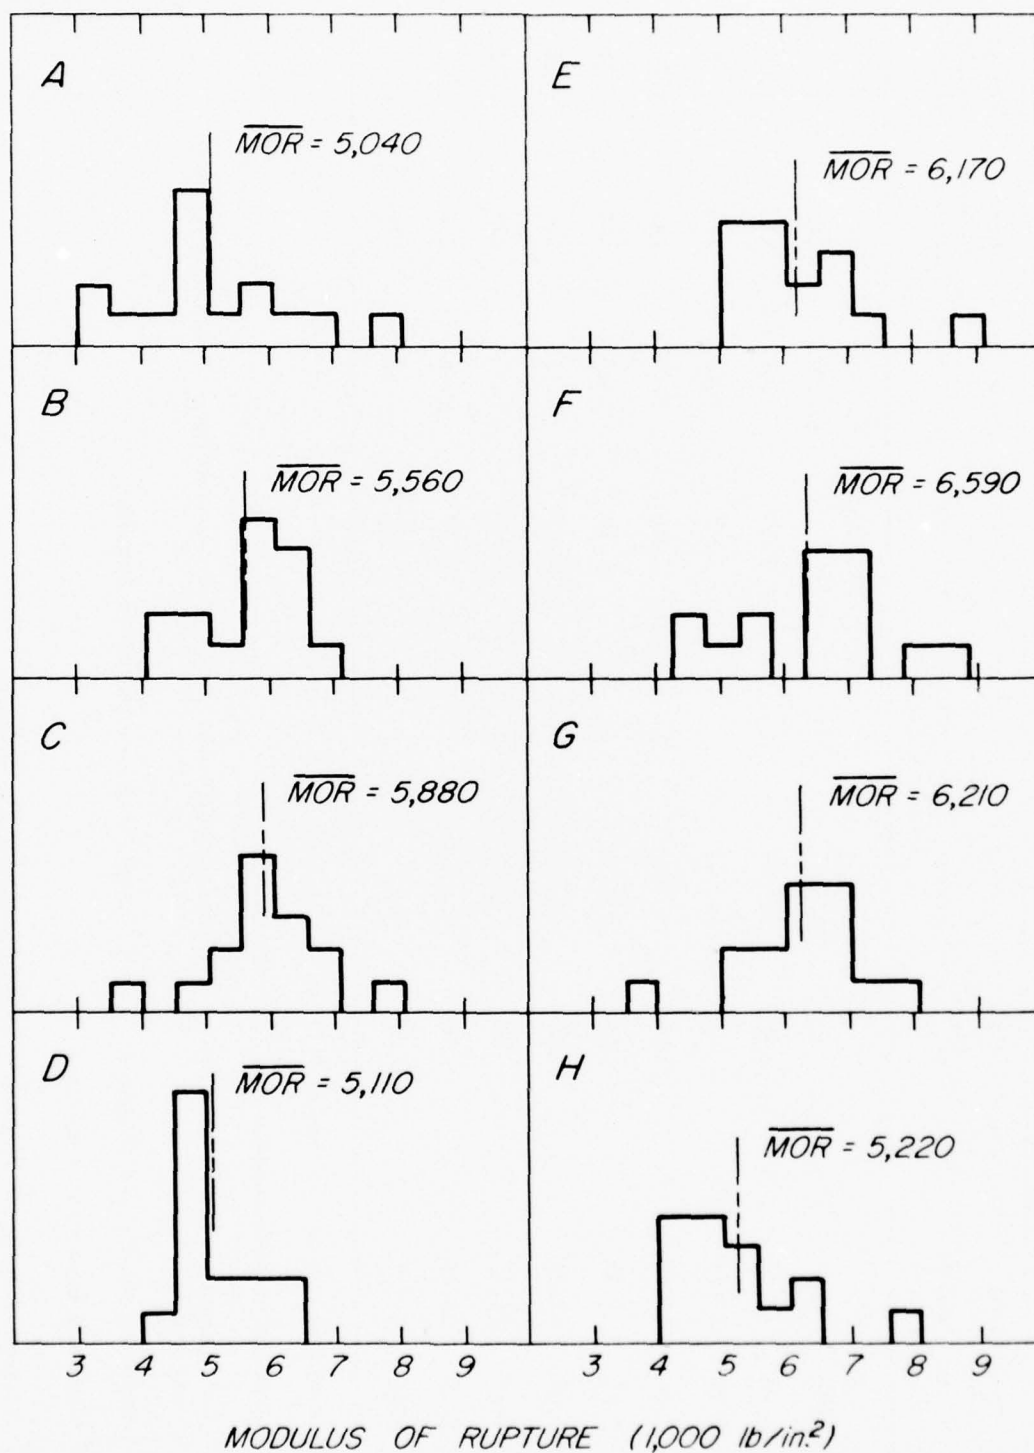 A
MOR = 5,040
E
MOR = 6,170
B
MOR = 5,560
F
MOR = 6,590
C
MOR = 5,880
G
MOR = 6,210
D
MOR = 5,110
H
MOR = 5,220
3 4 5 6 7 8 9
3 4 5 6 7 8 9
MODULUS OF RUPTURE (1,000 lb/in.²)